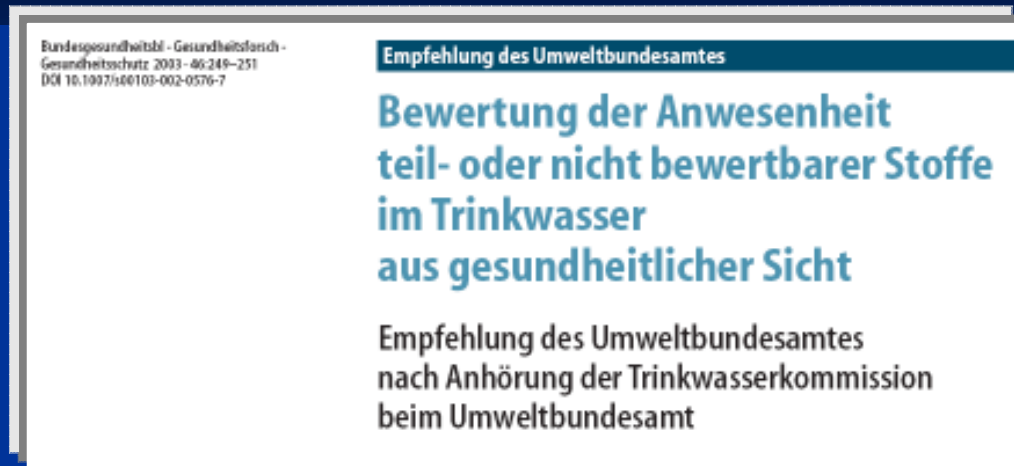 Bundesgesundheitsbl - Gesundheitsforsch -
Gesundheitsschutz 2003 · 46:249–251
DOI 10.1007/s00103-002-0576-7
Empfehlung des Umweltbundesamtes
Bewertung der Anwesenheit
teil- oder nicht bewertbarer Stoffe
im Trinkwasser
aus gesundheitlicher Sicht
Empfehlung des Umweltbundesamtes
nach Anhörung der Trinkwasserkommission
beim Umweltbundesamt